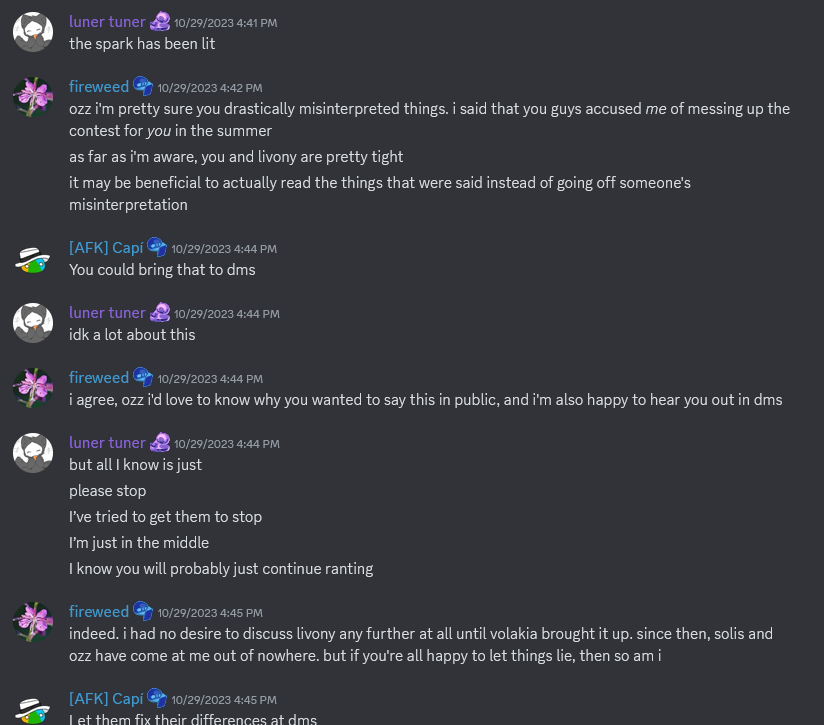 luner tuner 10/29/2023 4:41 PM
the spark has been lit
fireweed 10/29/2023 4:42 PM
ozz i'm pretty sure you drastically misinterpreted things. i said that you guys accused me of messing up the
contest for you in the summer
as far as i'm aware, you and livony are pretty tight
it may be beneficial to actually read the things that were said instead of going off someone's
misinterpretation
[AFK] Capí 10/29/2023 4:44 PM
You could bring that to dms
luner tuner 10/29/2023 4:44 PM
idk a lot about this
fireweed 10/29/2023 4:44 PM
i agree, ozz i'd love to know why you wanted to say this in public, and i'm also happy to hear you out in dms
luner tuner 10/29/2023 4:44 PM
but all I know is just
please stop
I've tried to get them to stop
I'm just in the middle
I know you will probably just continue ranting
fireweed 10/29/2023 4:45 PM
indeed. i had no desire to discuss livony any further at all until volakia brought it up. since then, solis and
ozz have come at me out of nowhere. but if you're all happy to let things lie, then so am i
[AFK] Capí 10/29/2023 4:45 PM
Let them fix their differences at dms